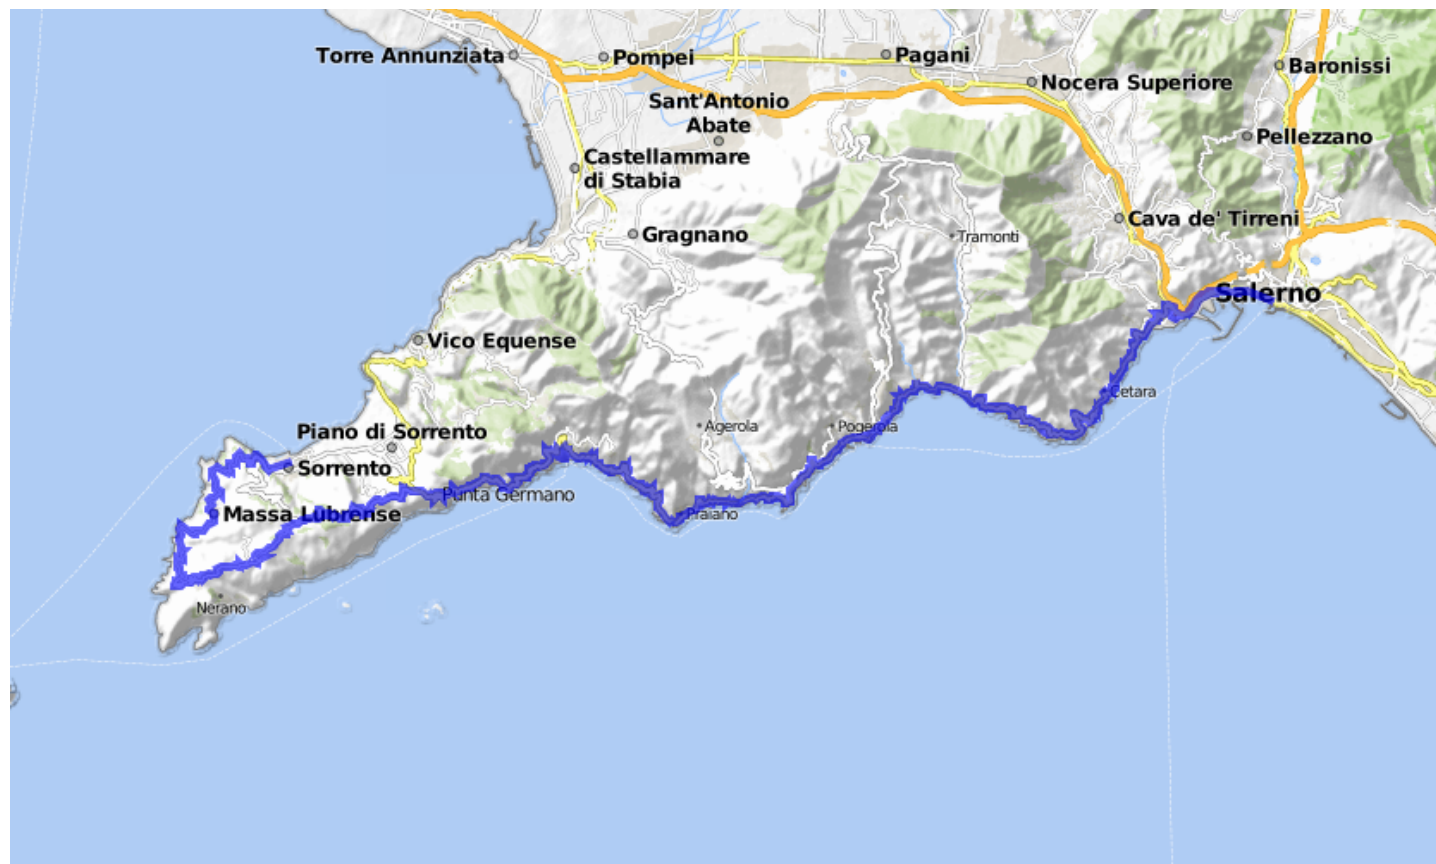 Torre Annunziata
Pompei
Pagani
Baronissi
Nocera Superiore
Sant'Antonio
Abate
Pellezzano
Castellammare
di Stabia
Cava de' Tirreni
Gragnano
Tramonti
Salerno
Vico Equense
Cetara
Piano di Sorrento
Agerola
Pogerola
Sorrento
Punta Germano
Massa Lubrense
Praiano
Nerano